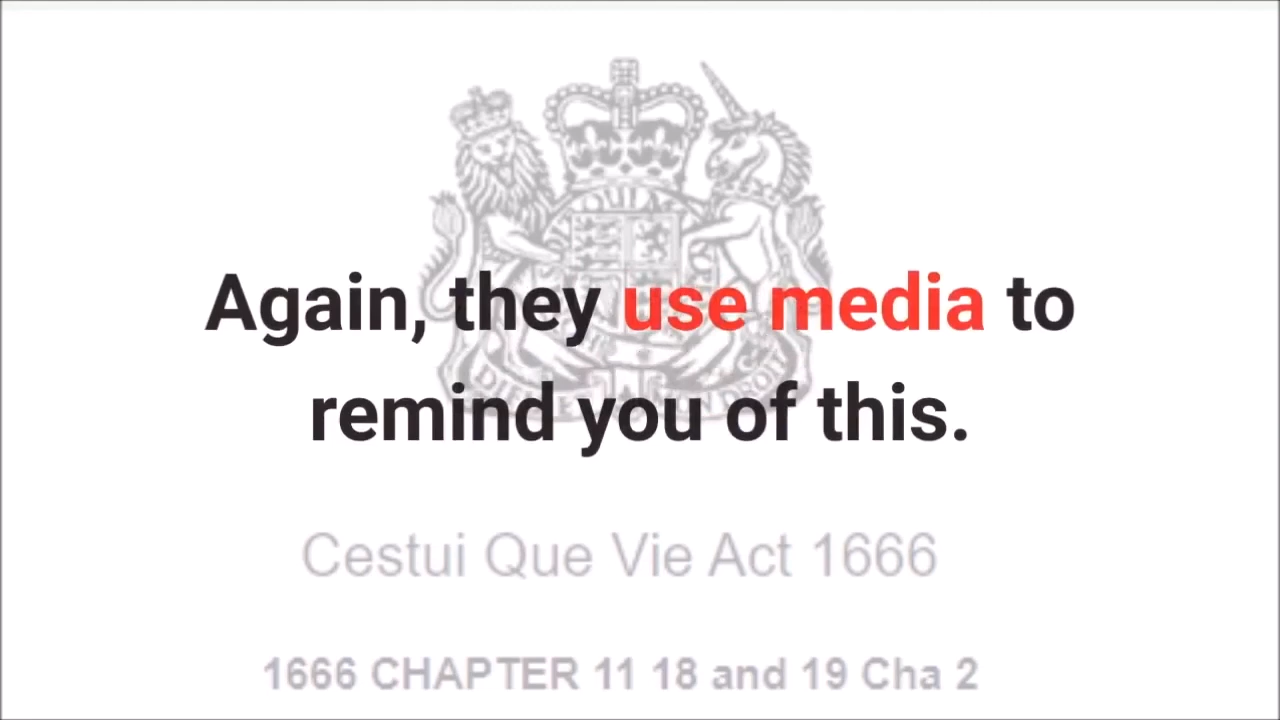 Again, they use media to
remind you of this.
Cestui Que Vie Act 1666
1666 CHAPTER 11 18 and 19 Cha 2